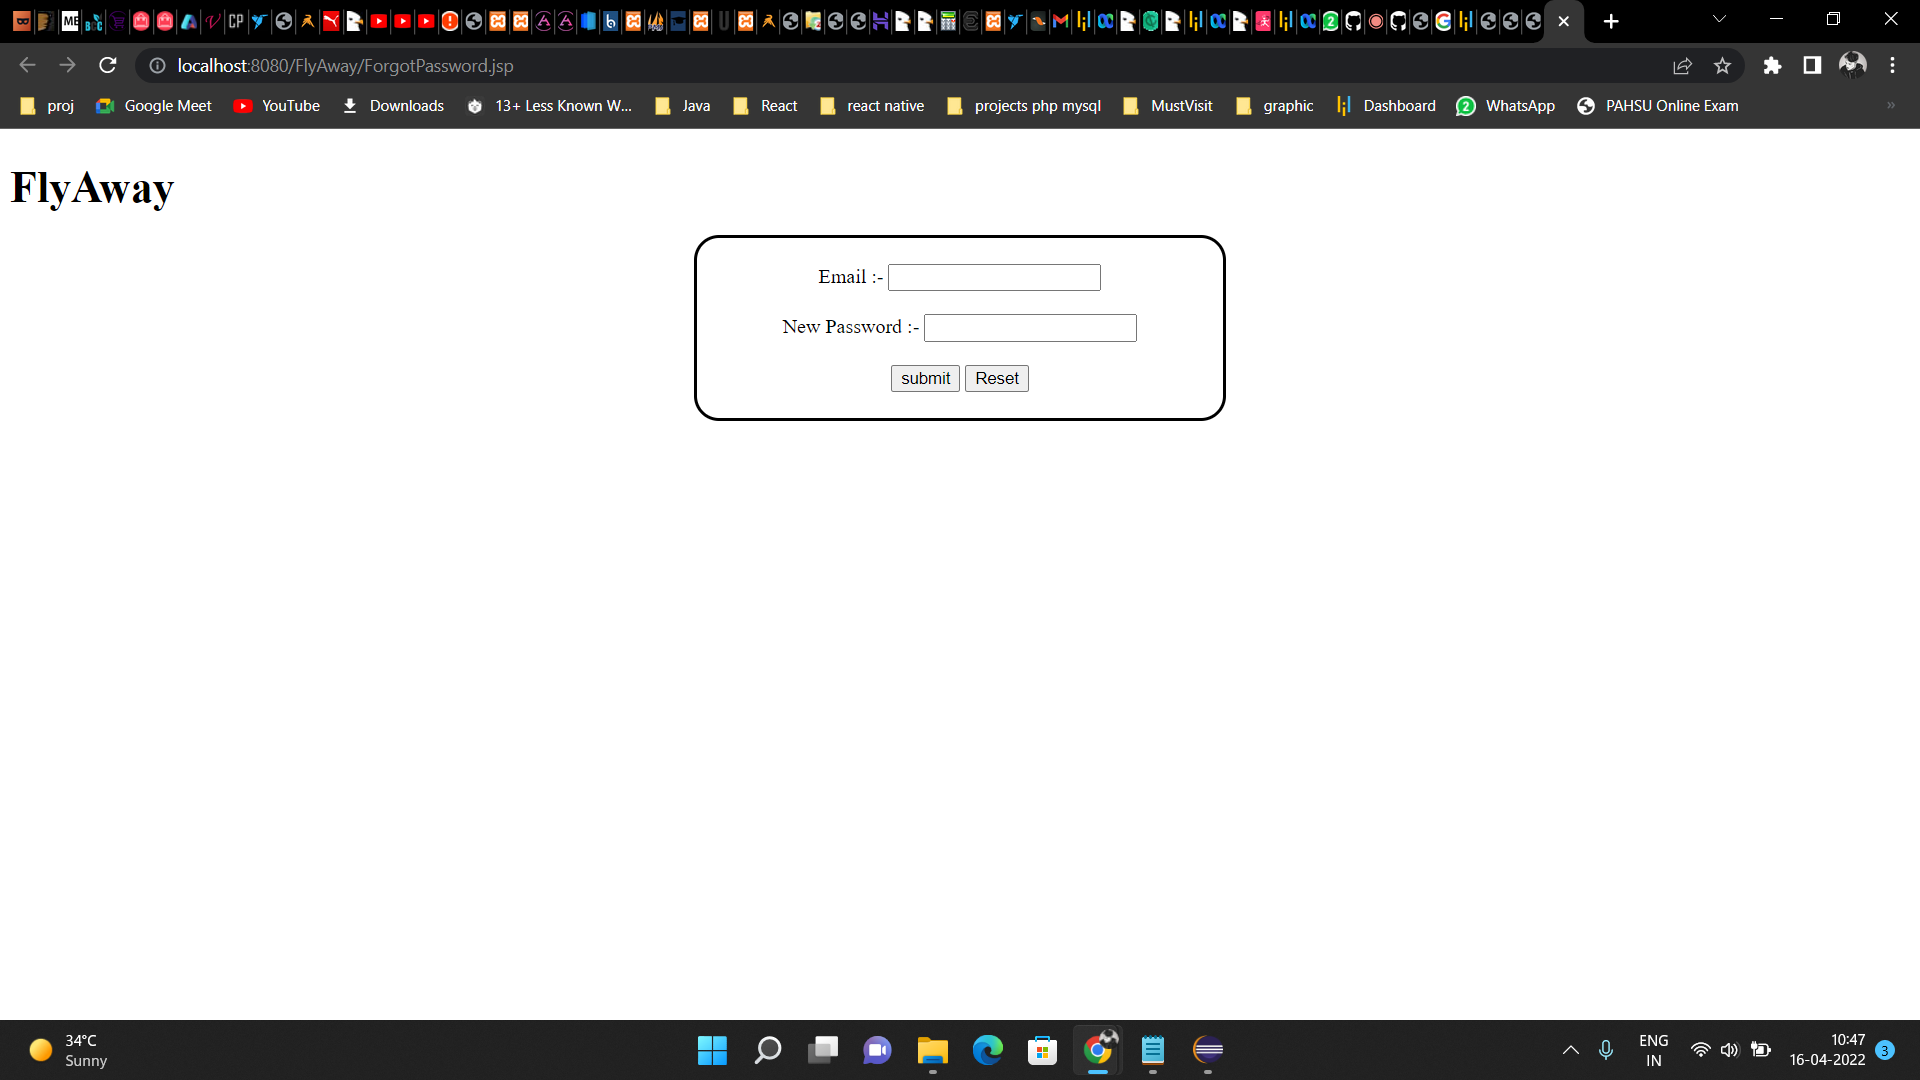 localhost:8080/FlyAway/ForgotPassword.jsp
proj Google Meet YouTube Downloads 13+ Less Known W... Java React react native projects php mysql MustVisit graphic Dashboard WhatsApp PAHSU Online Exam »
FlyAway
Email :-
New Password :-
submit Reset
34°C
Sunny
ENG
IN
10:47
16-04-2022
3